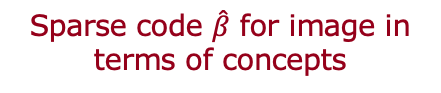 Sparse code β̂ for image in
terms of concepts